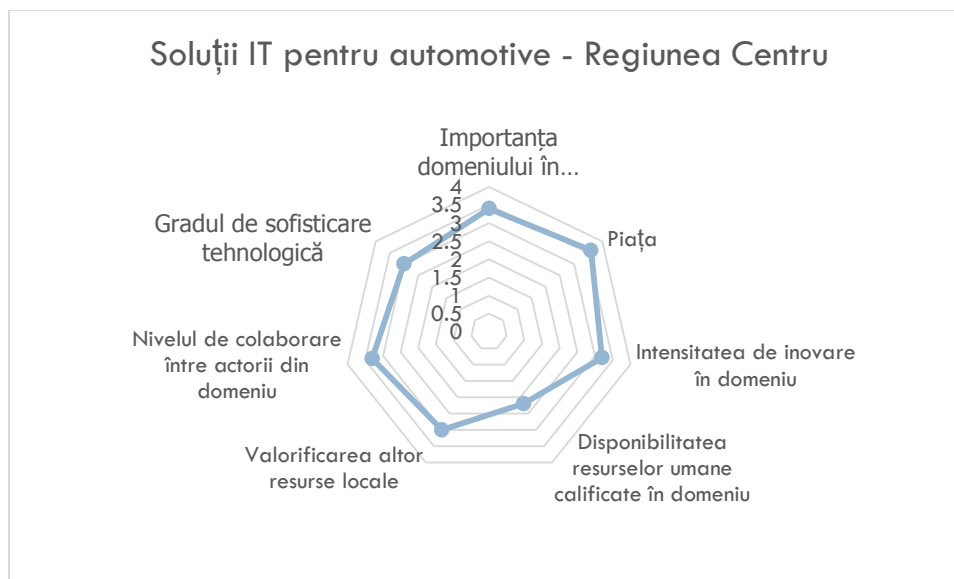 Soluții IT pentru automotive - Regiunea Centru
Importanța
domeniului în...
4
3.5
3
2.5
2
1.5
1
0.5
0
Piața
Intensitatea de inovare
în domeniu
Disponibilitatea
resurselor umane
calificate în domeniu
Valorificarea altor
resurse locale
Nivelul de colaborare
între actorii din
domeniu
Gradul de sofisticare
tehnologică